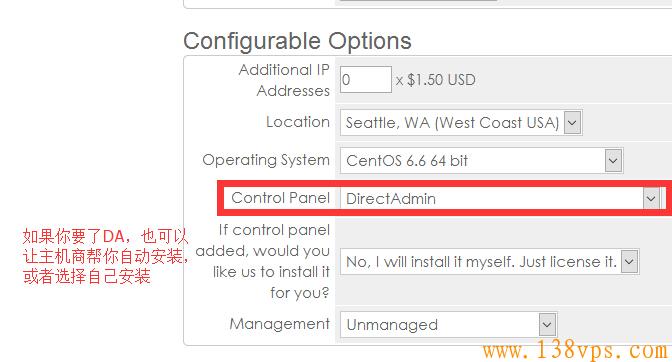 Configurable Options
Additional IP
Addresses
0 x $1.50 USD
Location
Seattle, WA (West Coast USA)
Operating System
CentOS 6.6 64 bit
Control Panel
DirectAdmin
如果你要了DA，也可以
让主机商帮你自动安装，
或者选择自己安装
If control panel
added, would you
like us to install it
for you?
No, I will install it myself. Just license it.
Management
Unmanaged
www.138vps.com